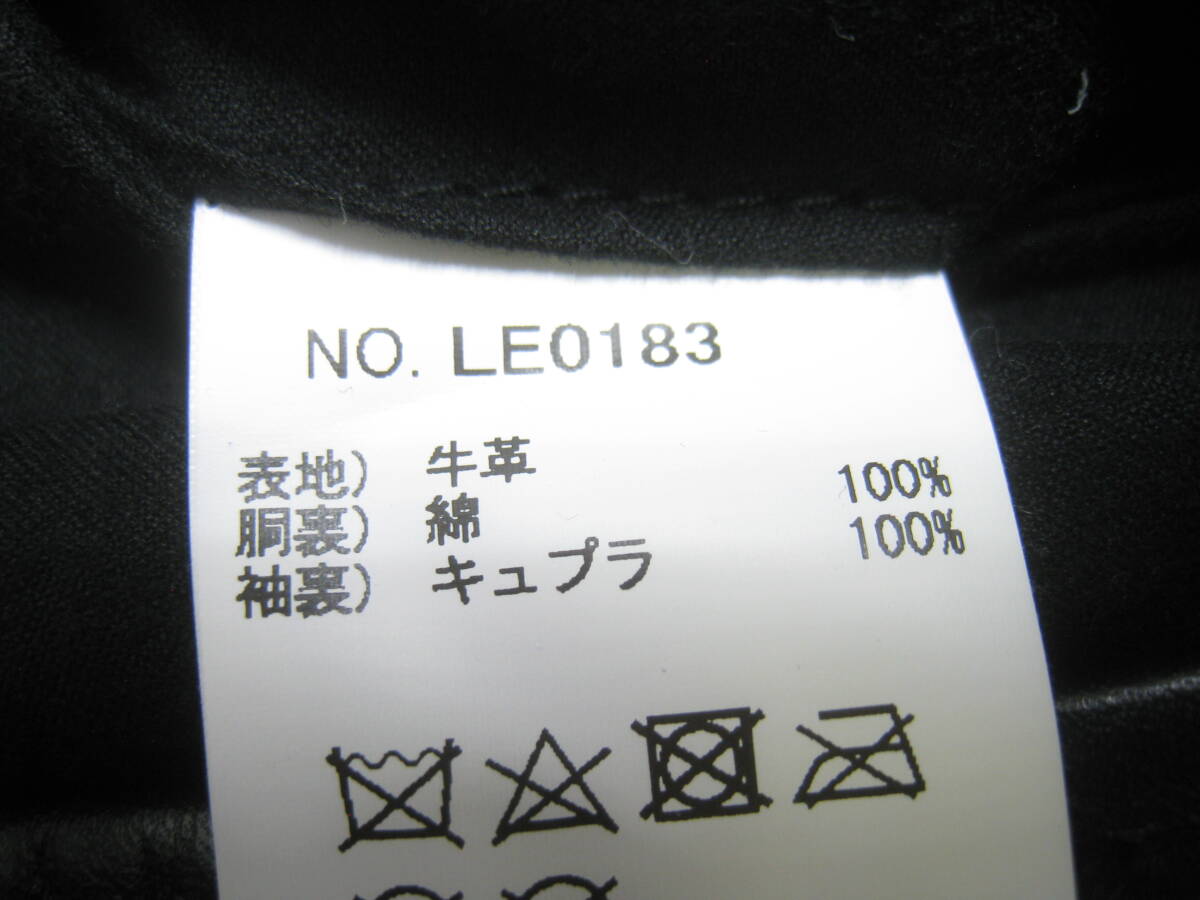 NO. LE0183
表地) 牛革
胴裏) 綿 100%
袖裏) キュプラ 100%